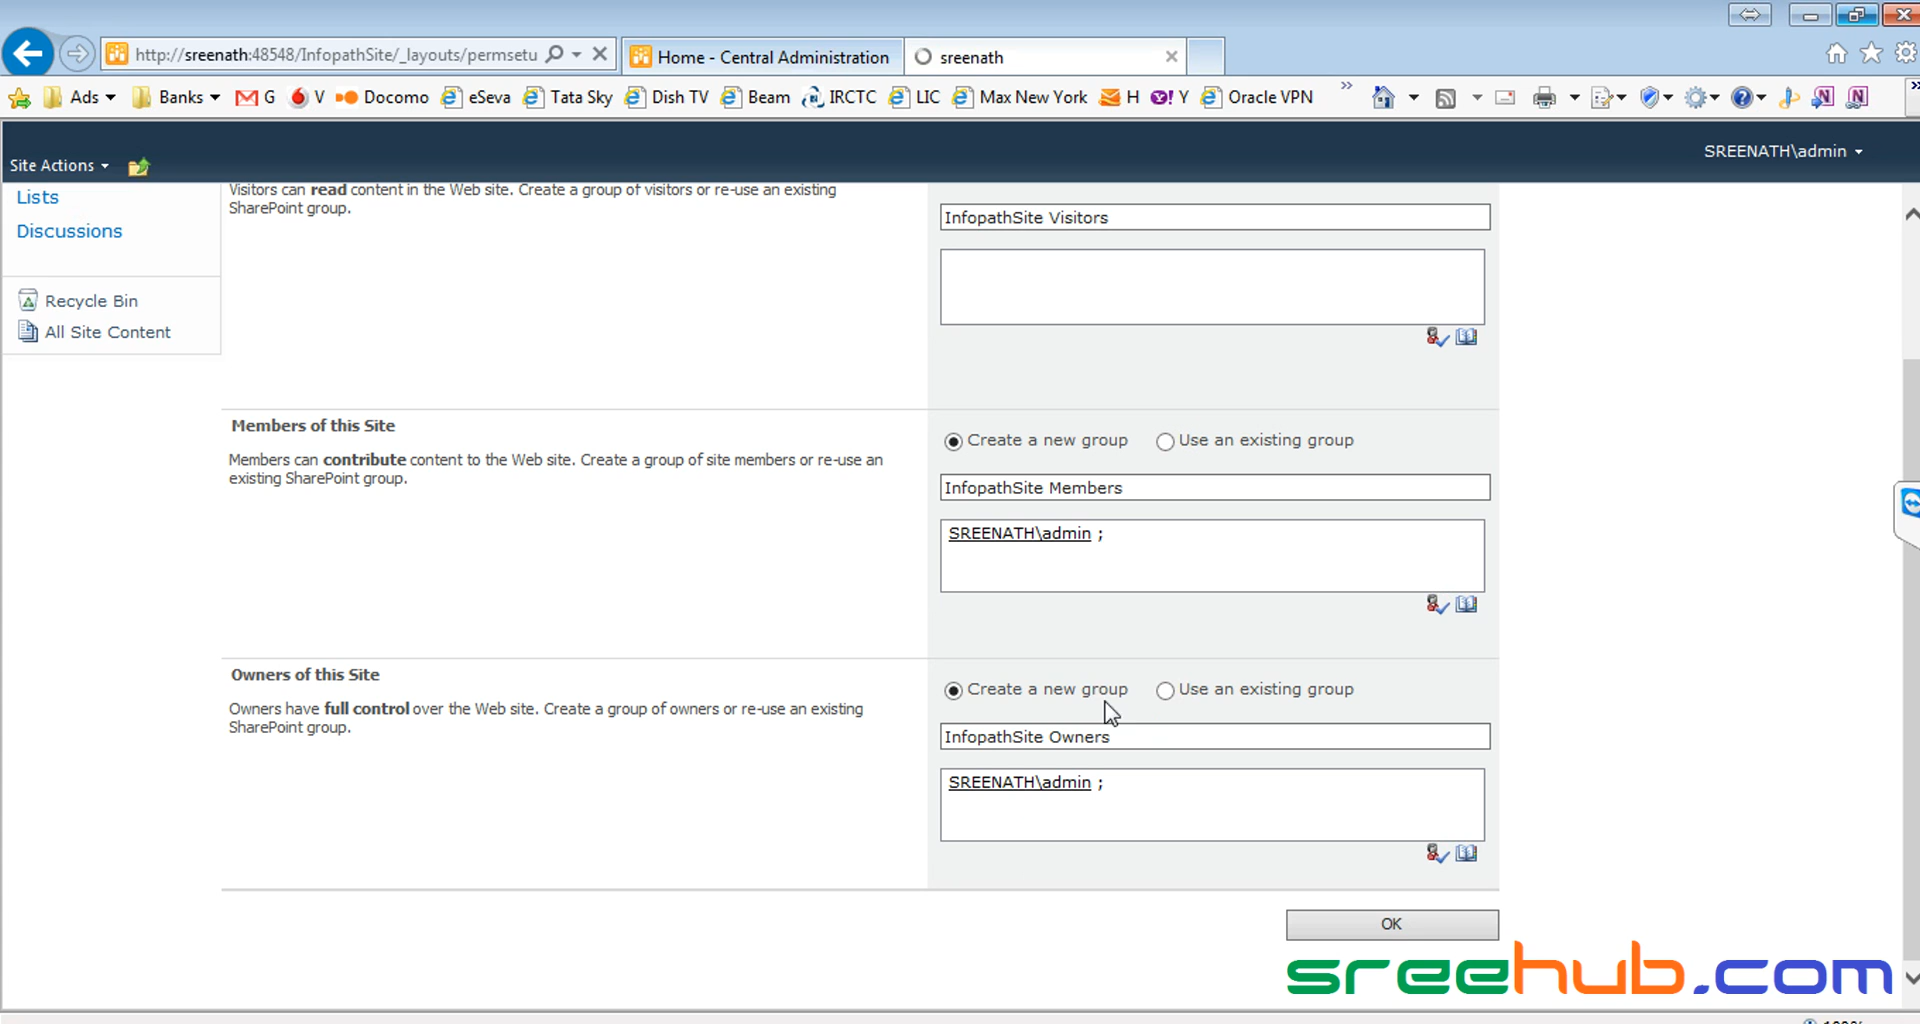 http://sreenath:48548/InfopathSite/_layouts/permsetu
Home - Central Administration
sreenath
Ads
Banks
G
V
Docomo
eSeva
Tata Sky
Dish TV
Beam
IRCTC
LIC
Max New York
H
Y
Oracle VPN
Site Actions
SREENATH\admin
Lists
Discussions
Recycle Bin
All Site Content
Visitors can read content in the Web site. Create a group of visitors or re-use an existing
SharePoint group.
InfopathSite Visitors
Members of this Site
Members can contribute content to the Web site. Create a group of site members or re-use an
existing SharePoint group.
Create a new group
Use an existing group
InfopathSite Members
SREENATH\admin ;
Owners of this Site
Owners have full control over the Web site. Create a group of owners or re-use an existing
SharePoint group.
Create a new group
Use an existing group
InfopathSite Owners
SREENATH\admin ;
OK
sreehub.com